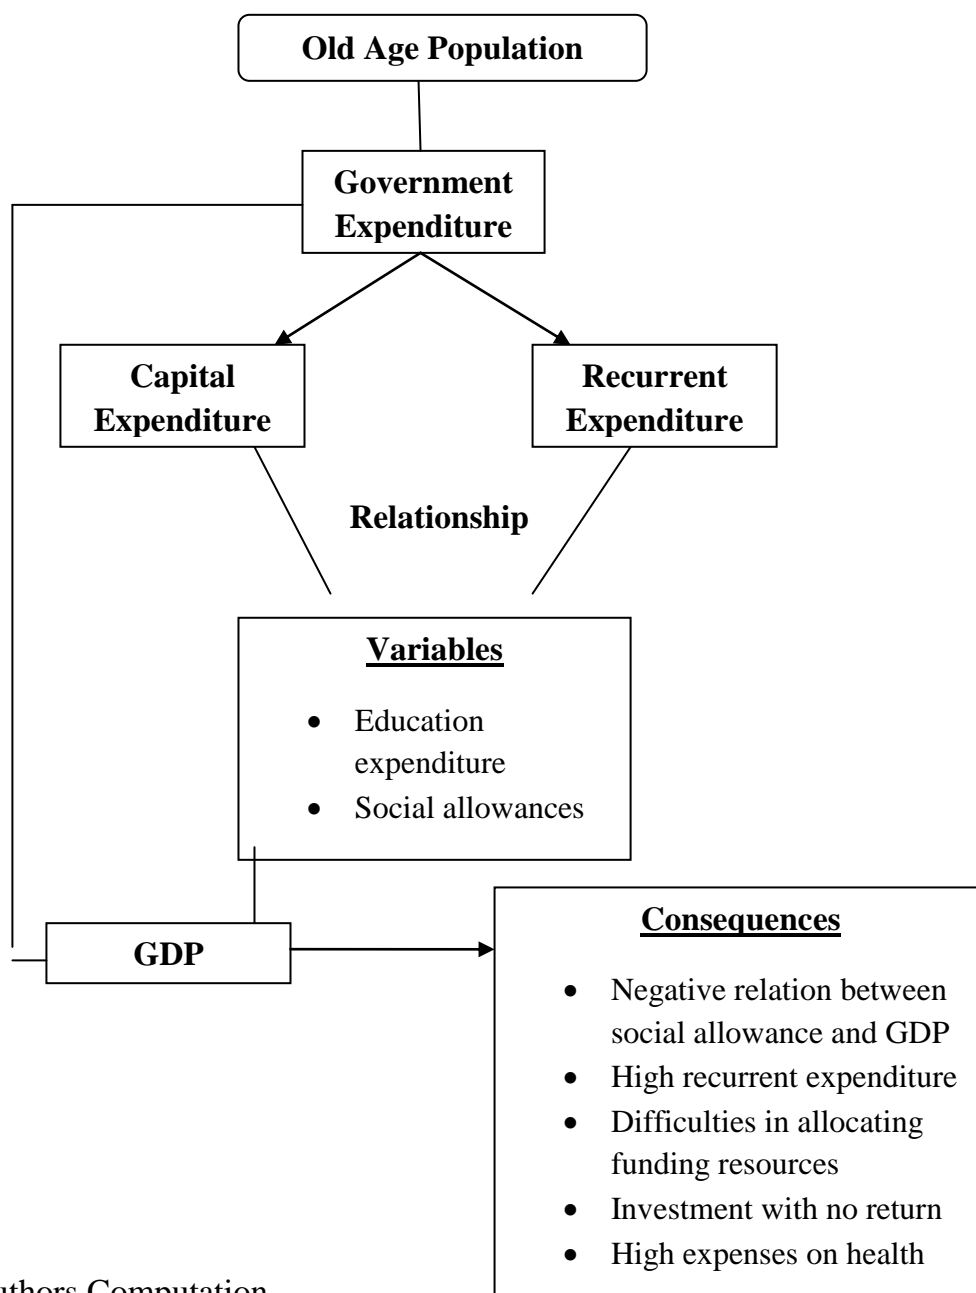 Old Age Population
Government
Expenditure
Capital
Expenditure
Recurrent
Expenditure
Relationship
Variables
• Education
expenditure
• Social allowances
GDP
Consequences
• Negative relation between
social allowance and GDP
• High recurrent expenditure
• Difficulties in allocating
funding resources
• Investment with no return
• High expenses on health
uthors Computation